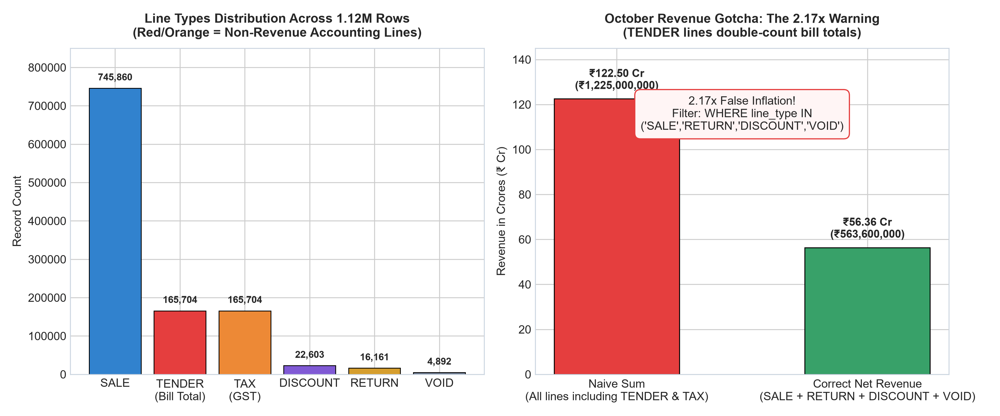 Line Types Distribution Across 1.12M Rows
(Red/Orange = Non-Revenue Accounting Lines)
Record Count
800000
700000
600000
500000
400000
300000
200000
100000
0
745,860
165,704
165,704
22,603
16,161
4,892
SALE
TENDER
(Bill Total)
TAX
(GST)
DISCOUNT
RETURN
VOID
October Revenue Gotcha: The 2.17x Warning
(TENDER lines double-count bill totals)
Revenue in Crores (₹ Cr)
140
120
100
80
60
40
20
0
₹122.50 Cr
(₹1,225,000,000)
2.17x False Inflation!
Filter: WHERE line_type IN
('SALE','RETURN','DISCOUNT','VOID')
₹56.36 Cr
(₹563,600,000)
Naive Sum
(All lines including TENDER & TAX)
Correct Net Revenue
(SALE + RETURN + DISCOUNT + VOID)